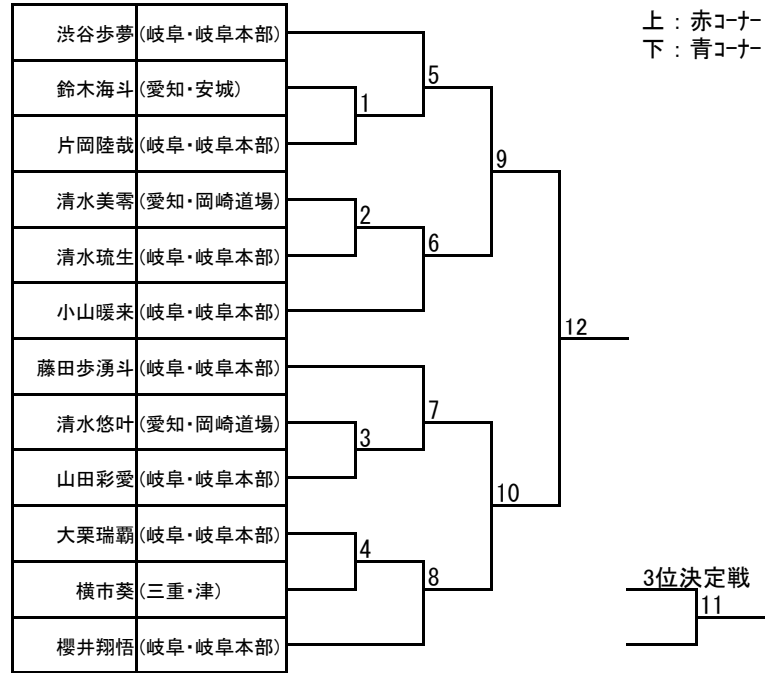 渋谷歩夢 (岐阜・岐阜本部)
鈴木海斗 (愛知・安城)
片岡陸哉 (岐阜・岐阜本部)
清水美零 (愛知・岡崎道場)
清水琉生 (岐阜・岐阜本部)
小山暖来 (岐阜・岐阜本部)
藤田歩湧斗 (岐阜・岐阜本部)
清水悠叶 (愛知・岡崎道場)
山田彩愛 (岐阜・岐阜本部)
大栗瑞覇 (岐阜・岐阜本部)
横市葵 (三重・津)
櫻井翔悟 (岐阜・岐阜本部)
1
2
3
4
5
6
7
8
9
10
12
上：赤ｺｰﾅｰ
下：青ｺｰﾅｰ
3位決定戦
11